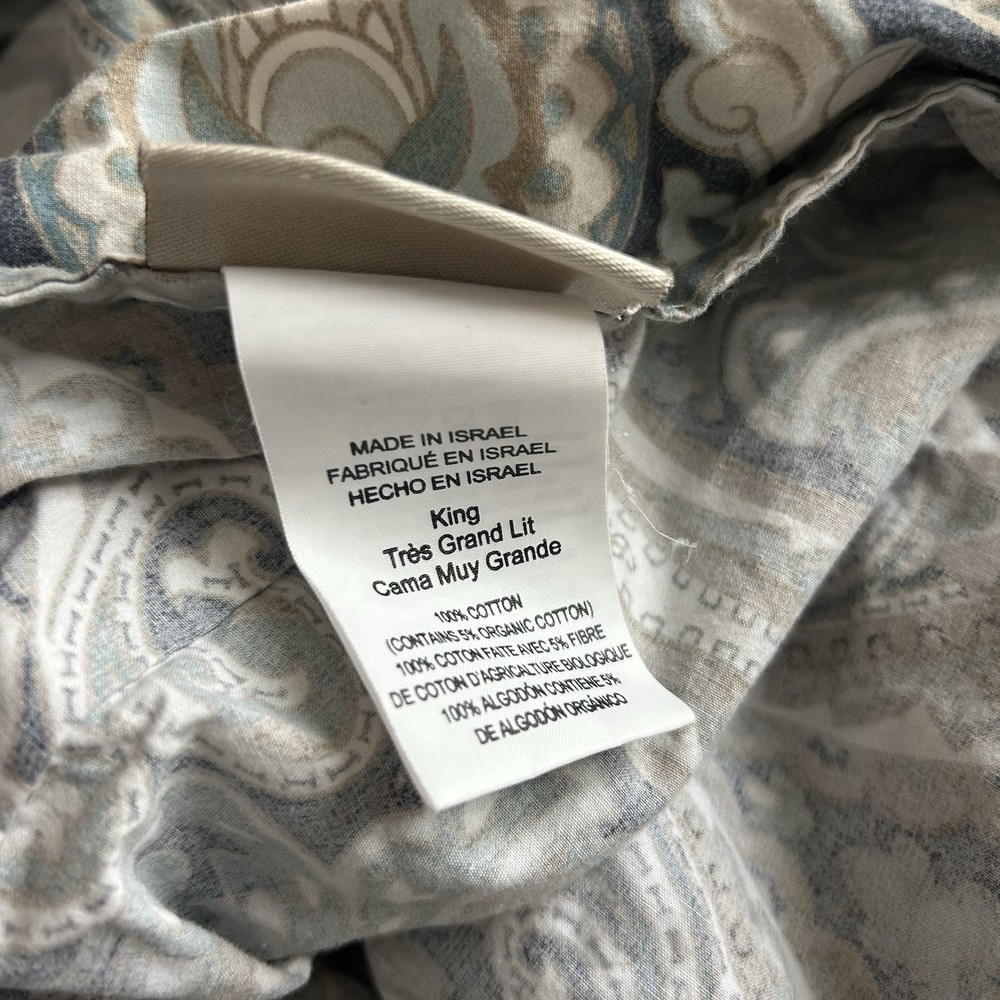 MADE IN ISRAEL
FABRIQUÉ EN ISRAEL
HECHO EN ISRAEL
King
Très Grand Lit
Cama Muy Grande
100% COTTON
(CONTAINS 5% ORGANIC COTTON)
100% COTON FAITE AVEC 5% FIBRE
DE COTON D'AGRICALTURE BIOLOGIQUE
100% ALGODÓN CONTIENE 5%
DE ALGODÓN ORGÁNICO